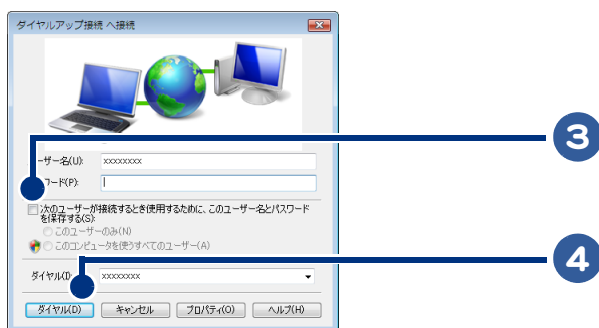 ダイヤルアップ接続 へ接続
ーザー名(U): xxxxxxxx
ワード(P):
次のユーザーが接続するとき使用するために、このユーザー名とパスワード
を保存する(S):
このユーザーのみ(N)
このコンピュータを使うすべてのユーザー(A)
ダイヤル(I): xxxxxxxx
ダイヤル(D) キャンセル プロパティ(O) ヘルプ(H)
3
4